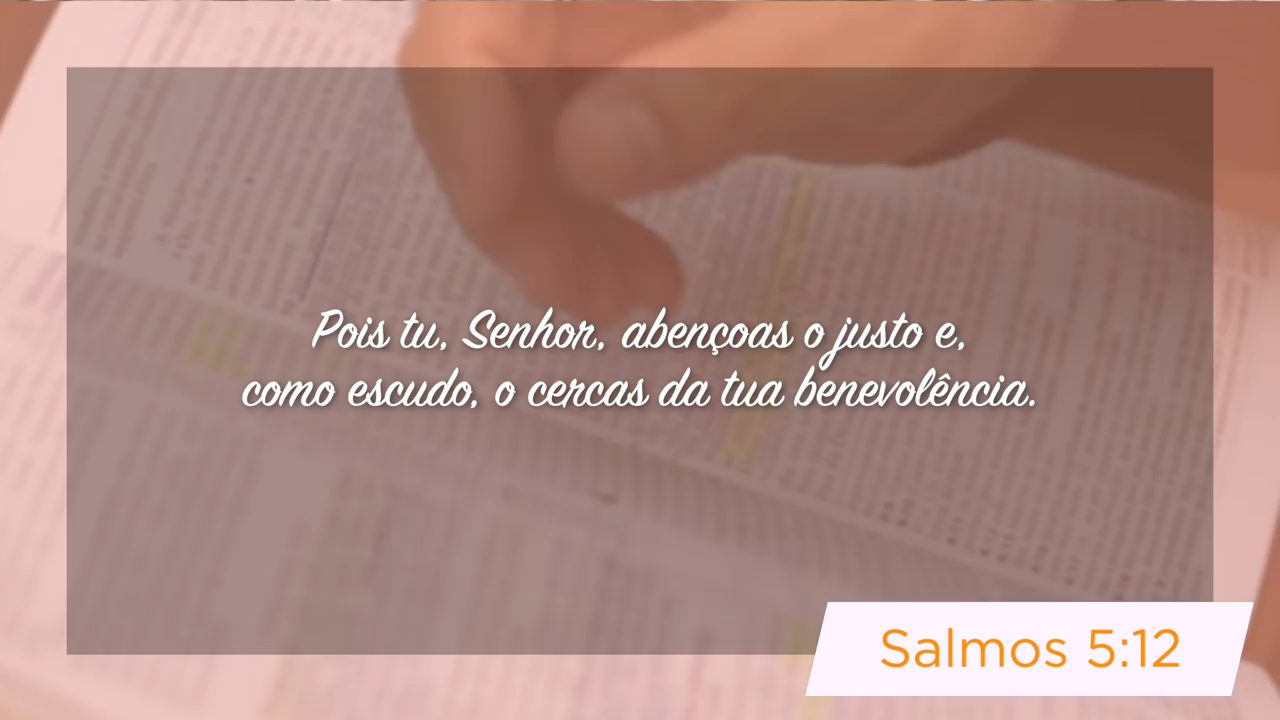 Pois tu, Senhor, abençoas o justo e,
como escudo, o cercas da tua benevolência.
Salmos 5:12